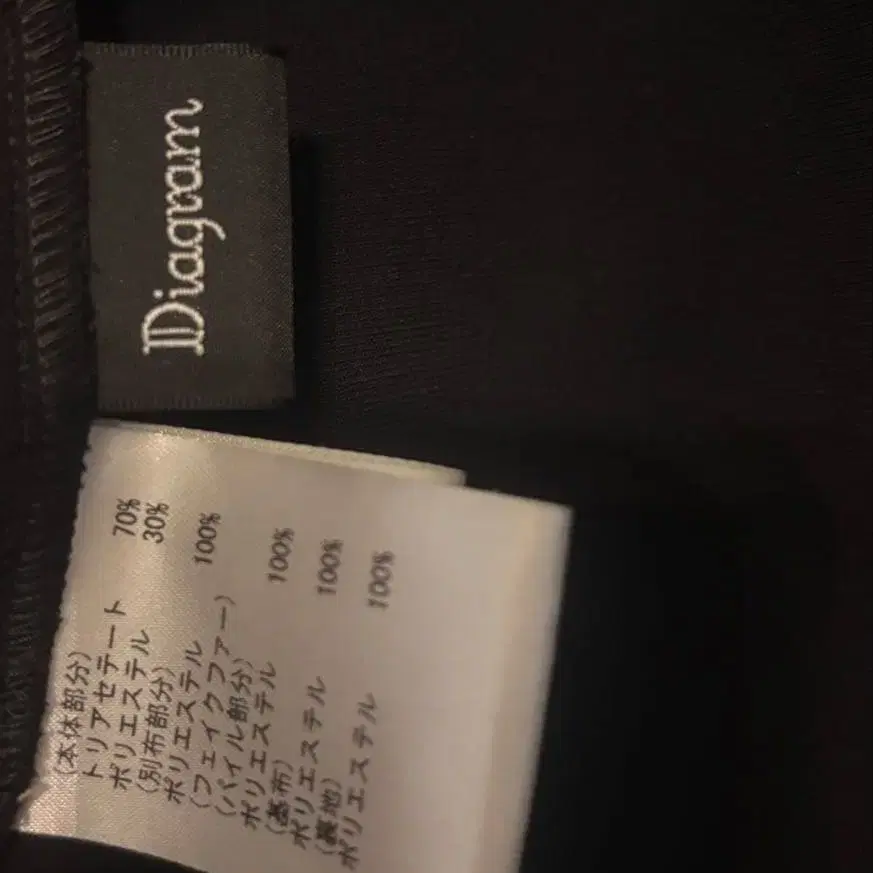 Diagram
(本体部分)
トリアセテート 70%
ポリエステル 30%
(別布部分)
ポリエステル 100%
(フェイクファー)
(パイル部分)
ポリエステル 100%
(基布)
ポリエステル 100%
(裏地)
ポリエステル 100%